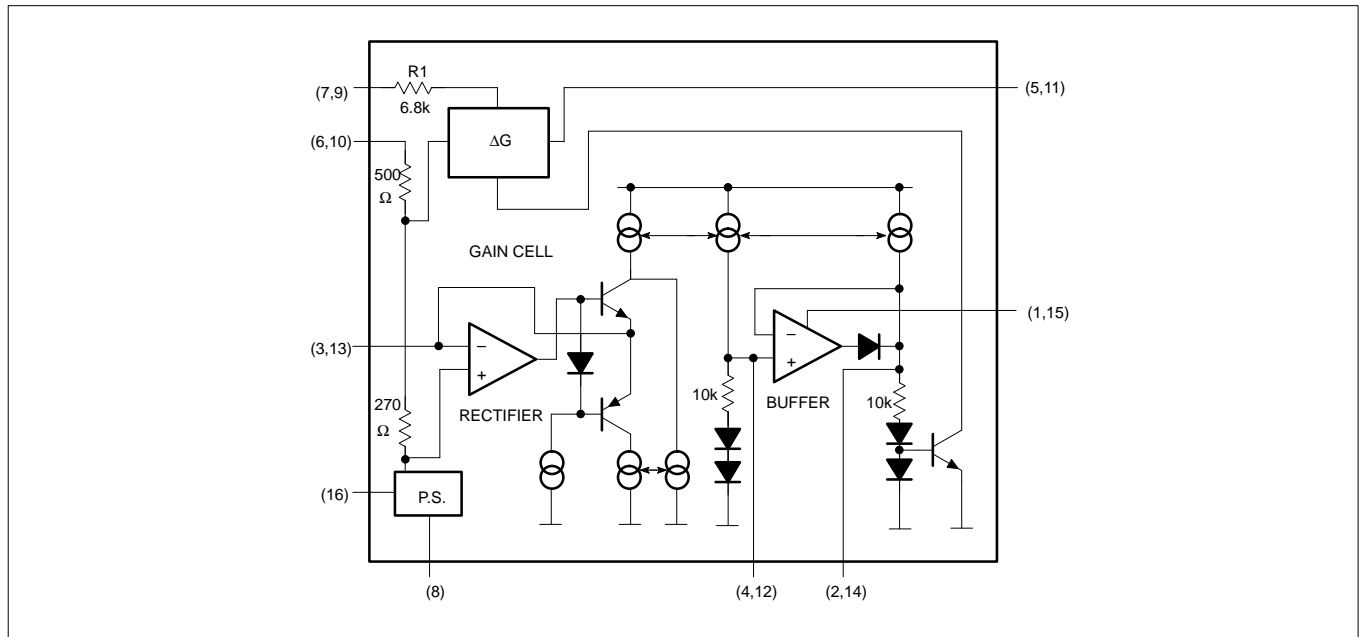 R1
(7,9)
6.8k
(5,11)
(6,10)
ΔG
500
Ω
GAIN CELL
(3,13)
−
+
RECTIFIER
270
Ω
(16)
P.S.
(8)
10k
−
+
BUFFER
10k
(1,15)
(4,12)
(2,14)